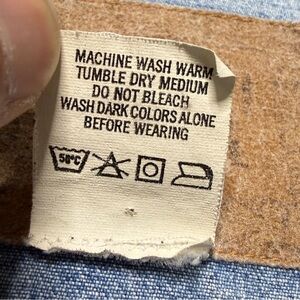 MACHINE WASH WARM
TUMBLE DRY MEDIUM
DO NOT BLEACH
WASH DARK COLORS ALONE
BEFORE WEARING
50°C